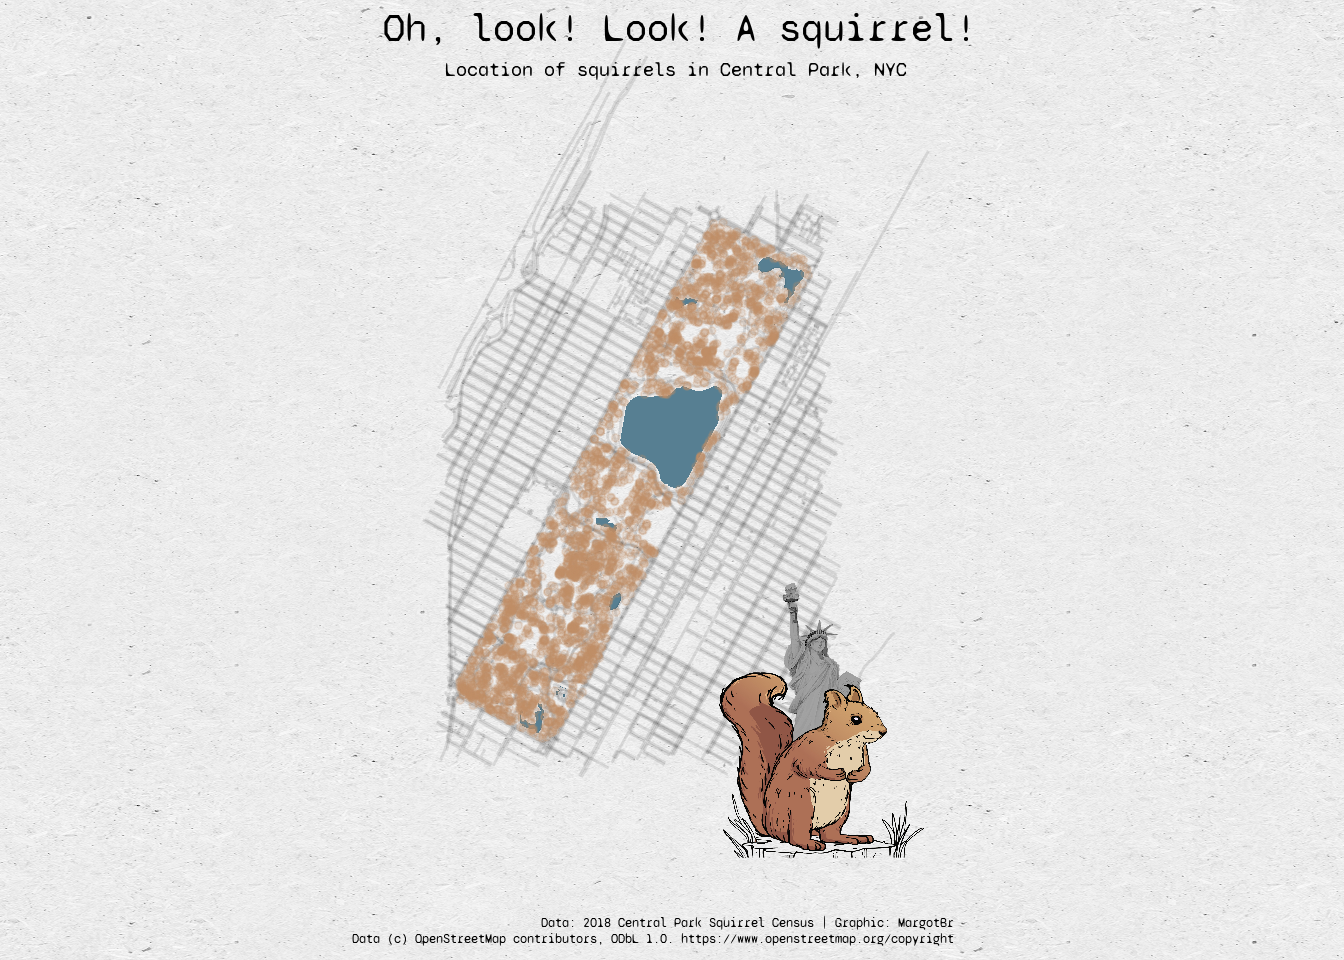 Oh, look! Look! A squirrel!
Location of squirrels in Central Park, NYC
Data: 2018 Central Park Squirrel Census | Graphic: MargotBr
Data (c) OpenStreetMap contributors, ODbL 1.0. https://www.openstreetmap.org/copyright